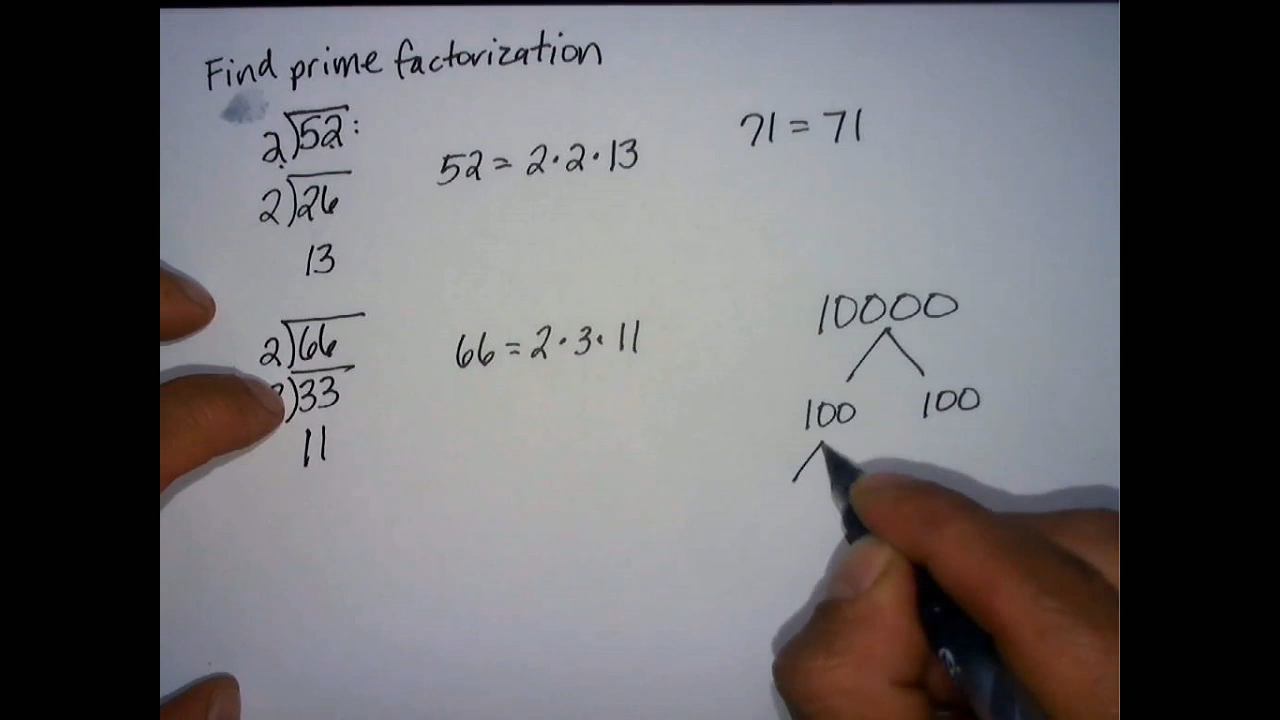 Find prime factorization
2)52:
2)26
13
52 = 2·2·13
71 = 71
2)66
)33
11
66 = 2·3·11
10000
100 100